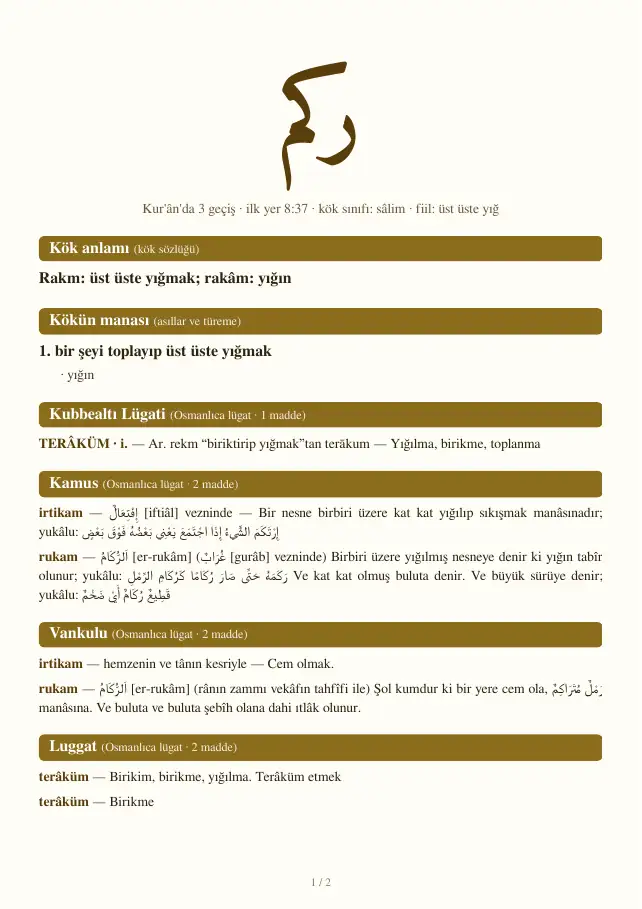 ركم
Kur'ân'da 3 geçiş · ilk yer 8:37 · kök sınıfı: sâlim · fiil: üst üste yığ
Kök anlamı (kök sözlüğü)
Rakm: üst üste yığmak; rakâm: yığın
Kökün manası (asıllar ve türeme)
1. bir şeyi toplayıp üst üste yığmak
· yığın
Kubbealtı Lügati (Osmanlıca lügat · 1 madde)
TERÂKÜM · i. — Ar. rekm “biriktirip yığmak”tan terākum — Yığılma, birikme, toplanma
Kamus (Osmanlıca lügat · 2 madde)
irtikam — إِفْتِعَالٌ [iftiâl] vezninde — Bir nesne birbiri üzere kat kat yığılıp sıkışmak manâsınadır;
yukâlu: إِرْتَكَمَ الشَّيْءُ إِذَا اجْتَمَعَ يَعْنِي بَعْضُهُ فَوْقَ بَعْضٍ
rukam — اَلرُّكَامُ [er-rukâm] (غُرَابٌ [gurâb] vezninde) Birbiri üzere yığılmış nesneye denir ki yığın tabîr
olunur; yukâlu: رَكَمَهُ حَتَّى صَارَ رُكَامًا كَرُكَامِ الرَّمْلِ Ve kat kat olmuş buluta denir. Ve büyük sürüye denir;
yukâlu: قَطِيعٌ رُكَامٌ أَيْ ضَخْمٌ
Vankulu (Osmanlıca lügat · 2 madde)
irtikam — hemzenin ve tânın kesriyle — Cem olmak.
rukam — اَلرُّكَامُ [er-rukâm] (rânın zammı vekâfın tahfîfi ile) Şol kumdur ki bir yere cem ola, رَمْلٌ مُتَرَاكِمٌ
manâsına. Ve buluta ve buluta şebîh olana dahi ıtlâk olunur.
Luggat (Osmanlıca lügat · 2 madde)
terâküm — Birikim, birikme, yığılma. Terâküm etmek
terâküm — Birikme
1 / 2